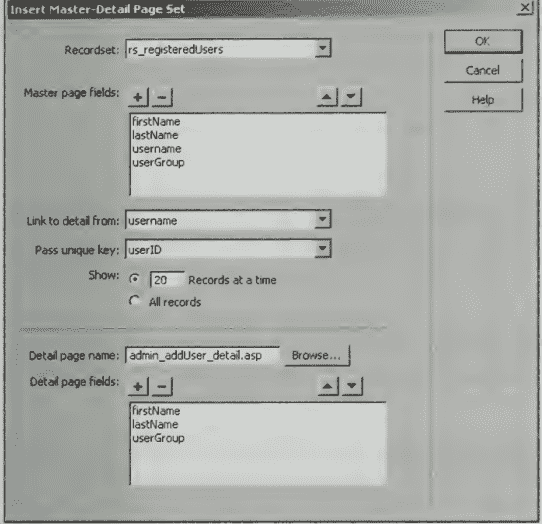 Insert Master-Detail Page Set
Recordset: rs_registeredUsers
OK
Cancel
Help
Master page fields:
firstName
lastName
username
userGroup
Link to detail from: username
Pass unique key: userID
Show: 20 Records at a time
All records
Detail page name: admin_addUser_detail.asp Browse...
Detail page fields:
firstName
lastName
userGroup